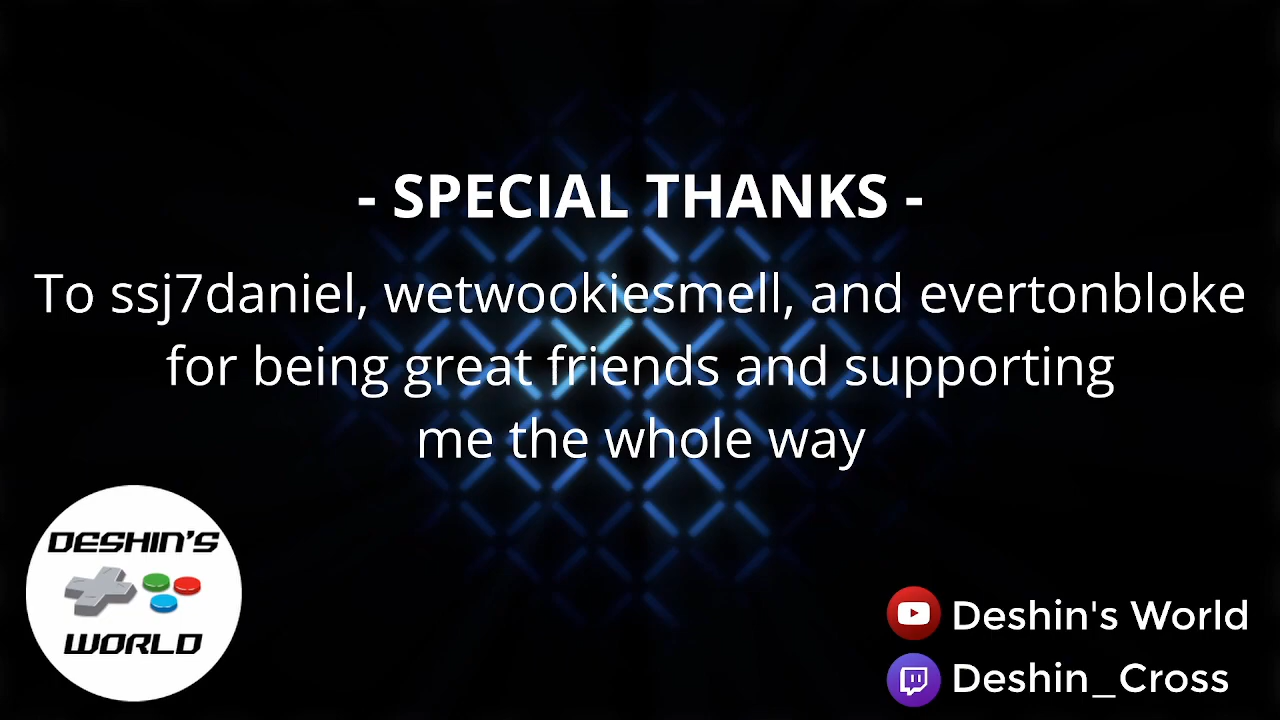 - SPECIAL THANKS -
To ssj7daniel, wetwookiesmell, and evertonbloke
for being great friends and supporting
me the whole way
DESHIN'S
WORLD
Deshin's World
Deshin_Cross